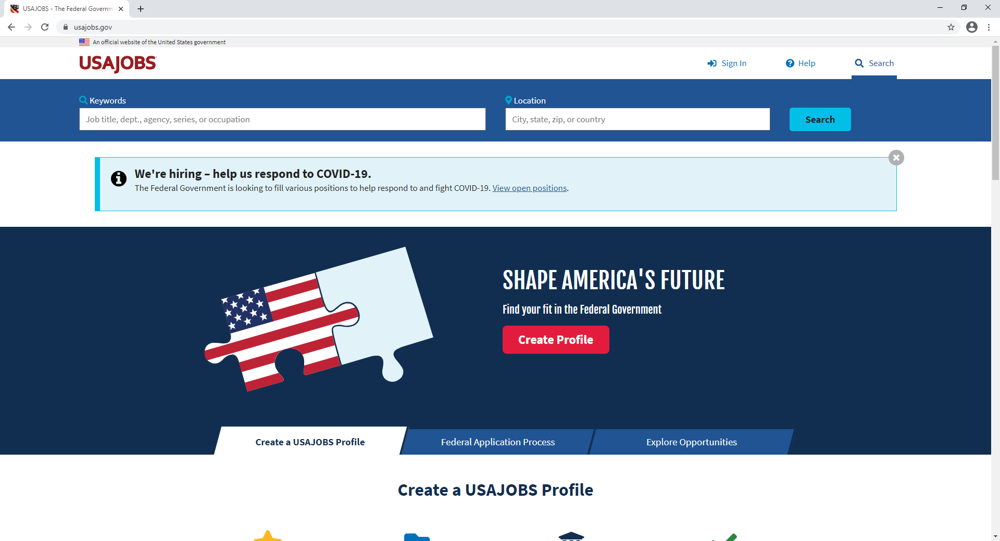 USAJOBS - The Federal Governm
usajobs.gov
An official website of the United States government
USAJOBS
Sign In
Help
Search
Keywords
Location
Job title, dept., agency, series, or occupation
City, state, zip, or country
Search
We're hiring – help us respond to COVID-19.
The Federal Government is looking to fill various positions to help respond to and fight COVID-19. View open positions.
SHAPE AMERICA'S FUTURE
Find your fit in the Federal Government
Create Profile
Create a USAJOBS Profile
Federal Application Process
Explore Opportunities
Create a USAJOBS Profile